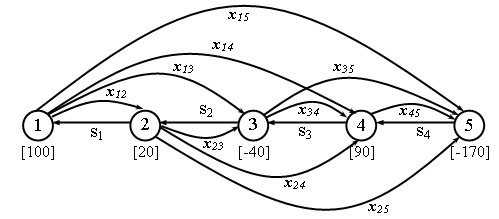 x15
x14
x13
x12
s2
x35
x34
x45
1
2
3
4
5
s1
x23
s3
s4
[100]
[20]
[-40]
[90]
[-170]
x24
x25